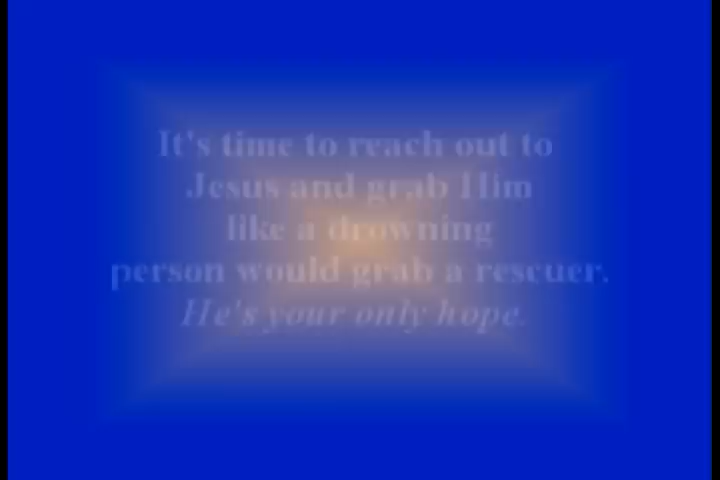 It's time to reach out to
Jesus and grab Him
like a drowning
person would grab a rescuer.
He's your only hope.